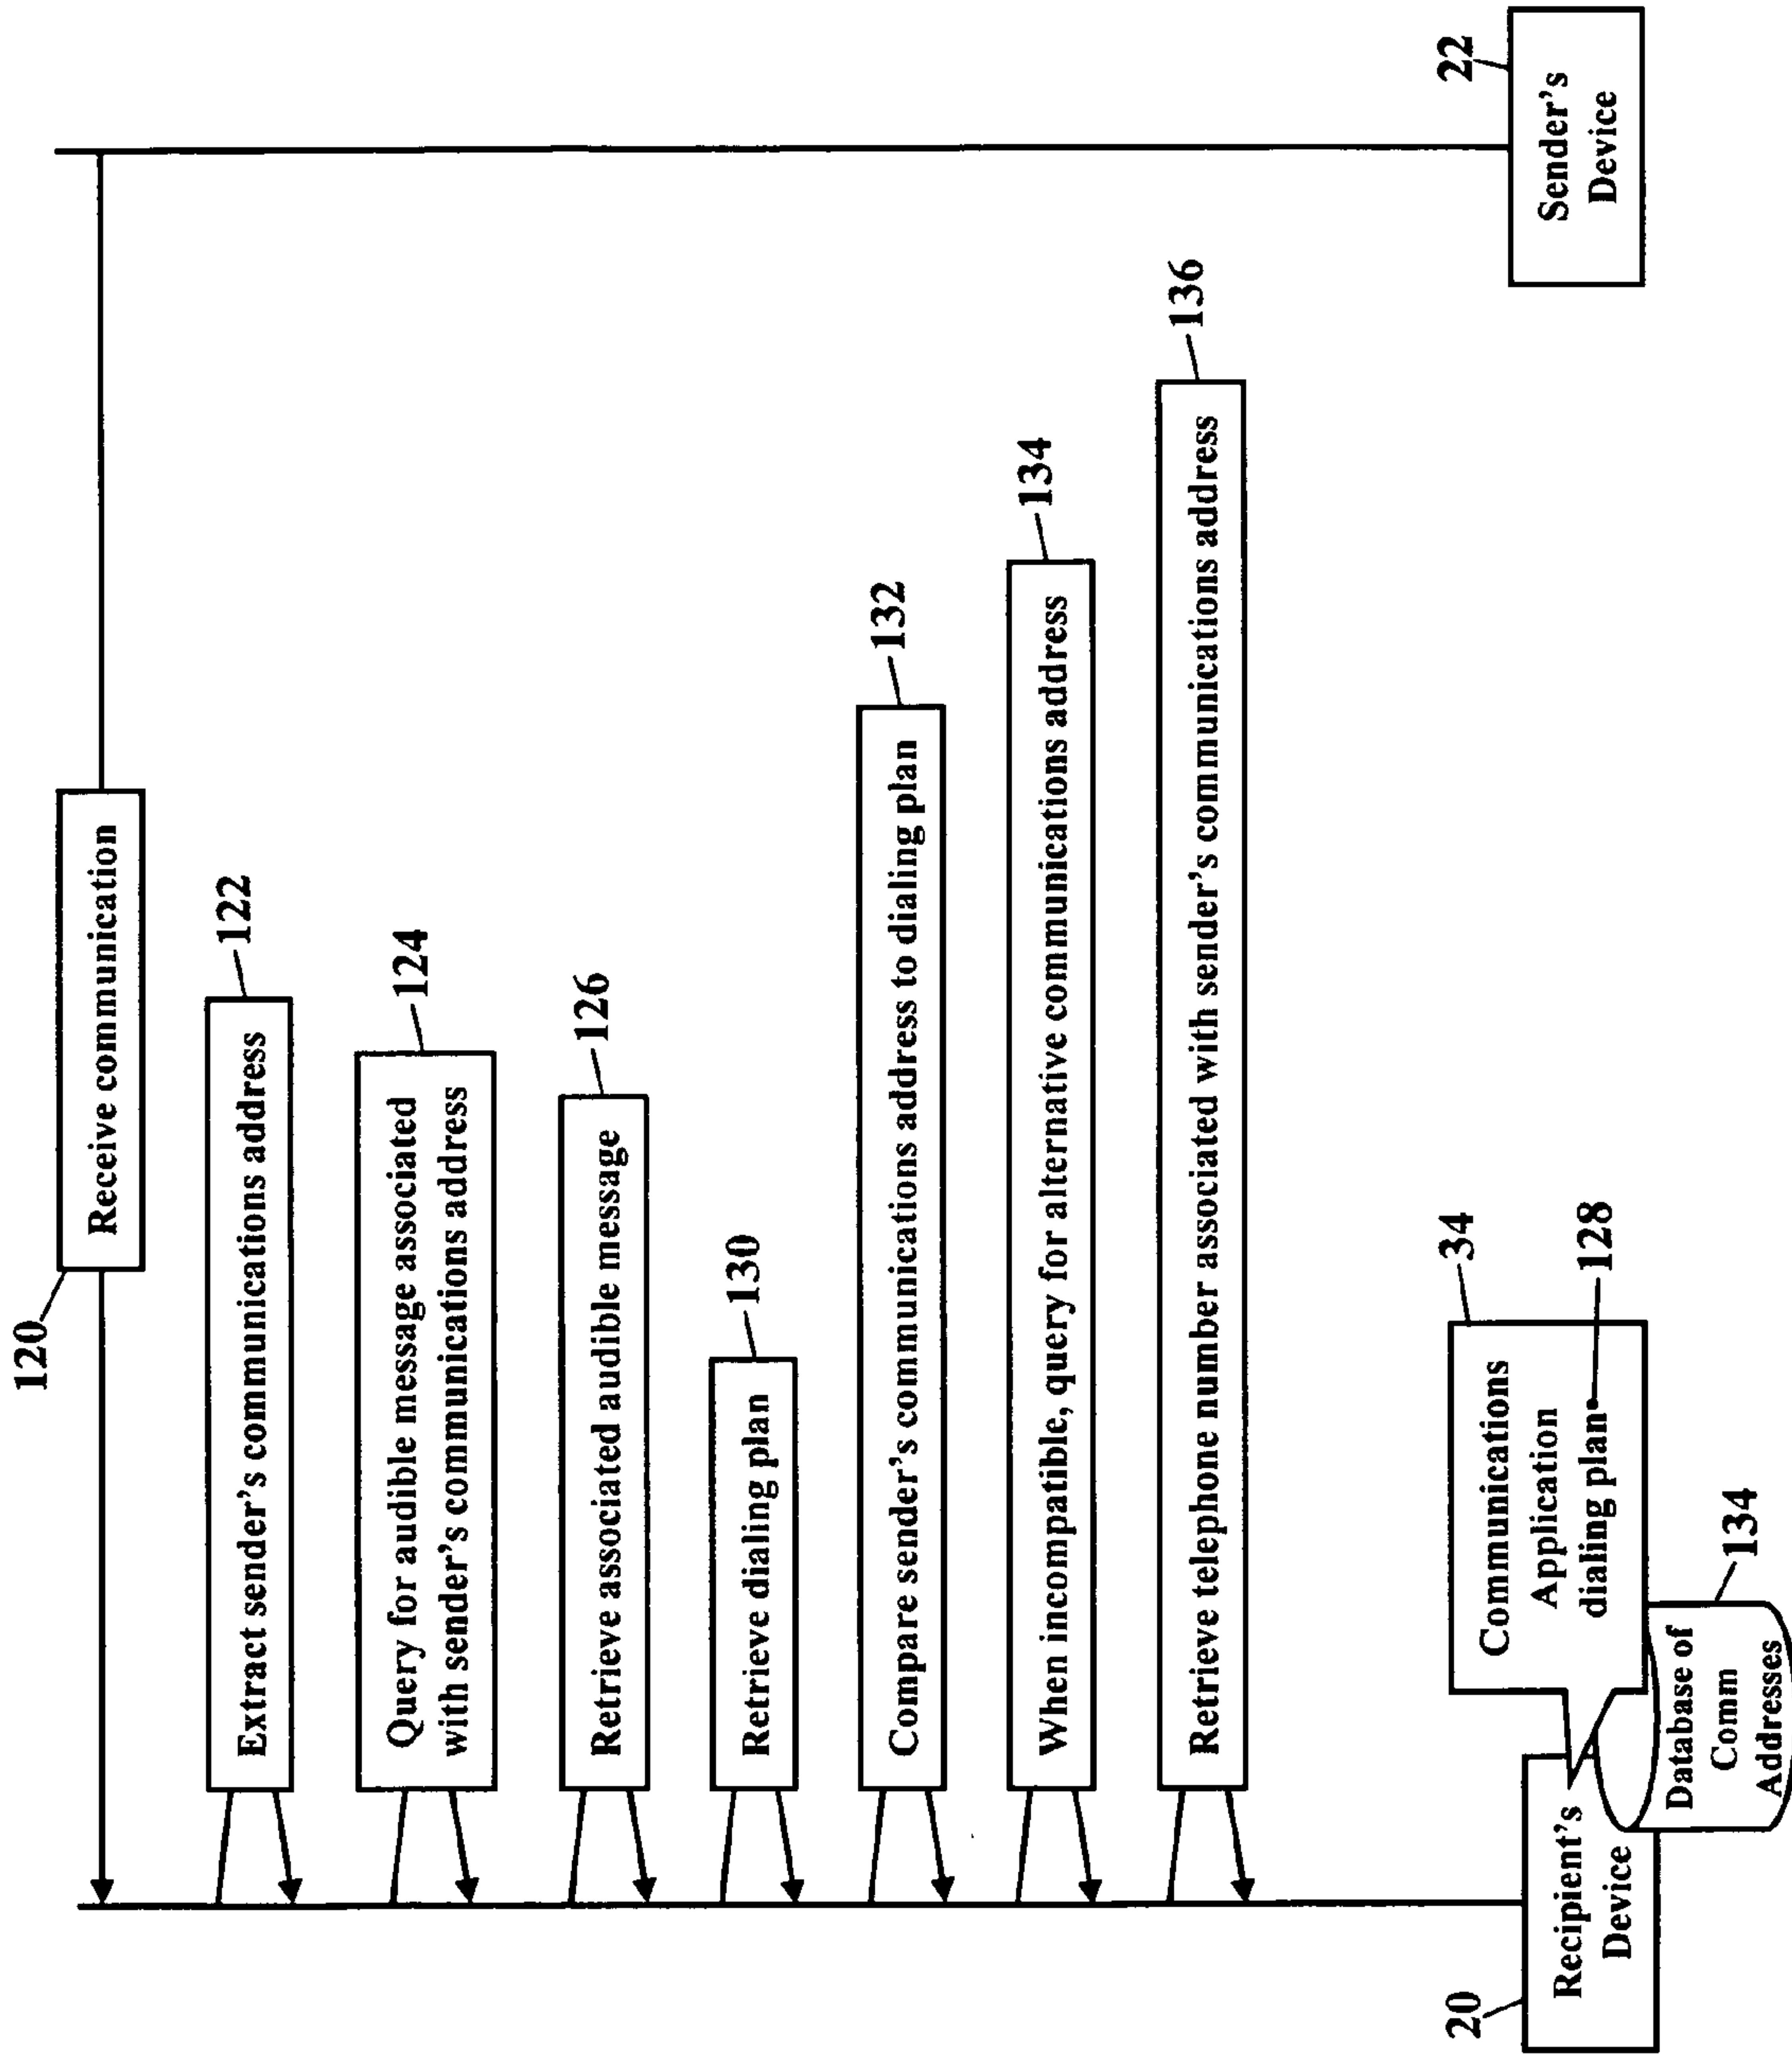 120
Receive communication
Extract sender's communications address
122
Query for audible message associated
with sender's communications address
124
Retrieve associated audible message
126
Retrieve dialing plan
130
Compare sender's communications address to dialing plan
132
When incompatible, query for alternative communications address
134
Retrieve telephone number associated with sender's communications address
136
20
Recipient's
Device
Communications
Application
dialing plan
34
128
Database of
Comm
Addresses
134
Sender's
Device
22